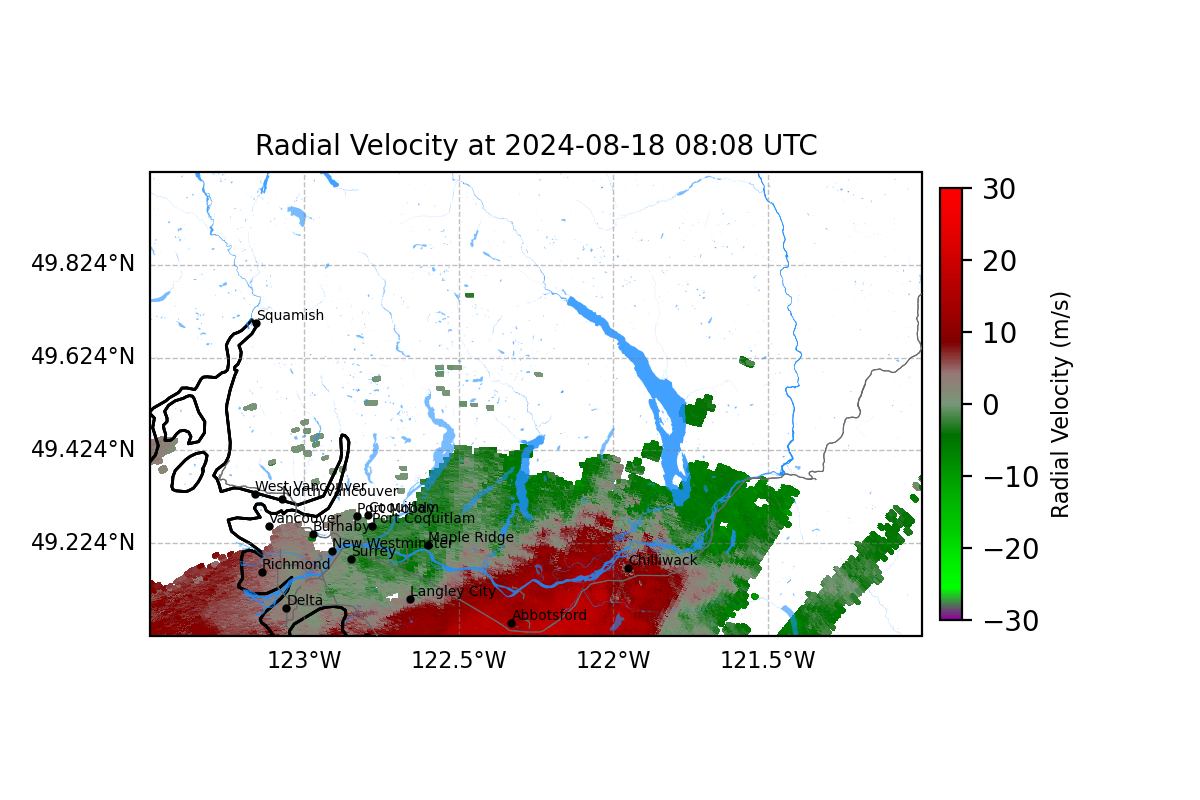 Radial Velocity at 2024-08-18 08:08 UTC
30
49.824°N
20
Squamish
10
49.624°N
0
Radial Velocity (m/s)
49.424°N
−10
West Vancouver
North Vancouver
Port Moody
Coquitlam
Vancouver
Port Coquitlam
Burnaby
−20
49.224°N
New Westminster
Maple Ridge
Surrey
Richmond
Chilliwack
Langley City
Delta
Abbotsford
−30
123°W
122.5°W
122°W
121.5°W